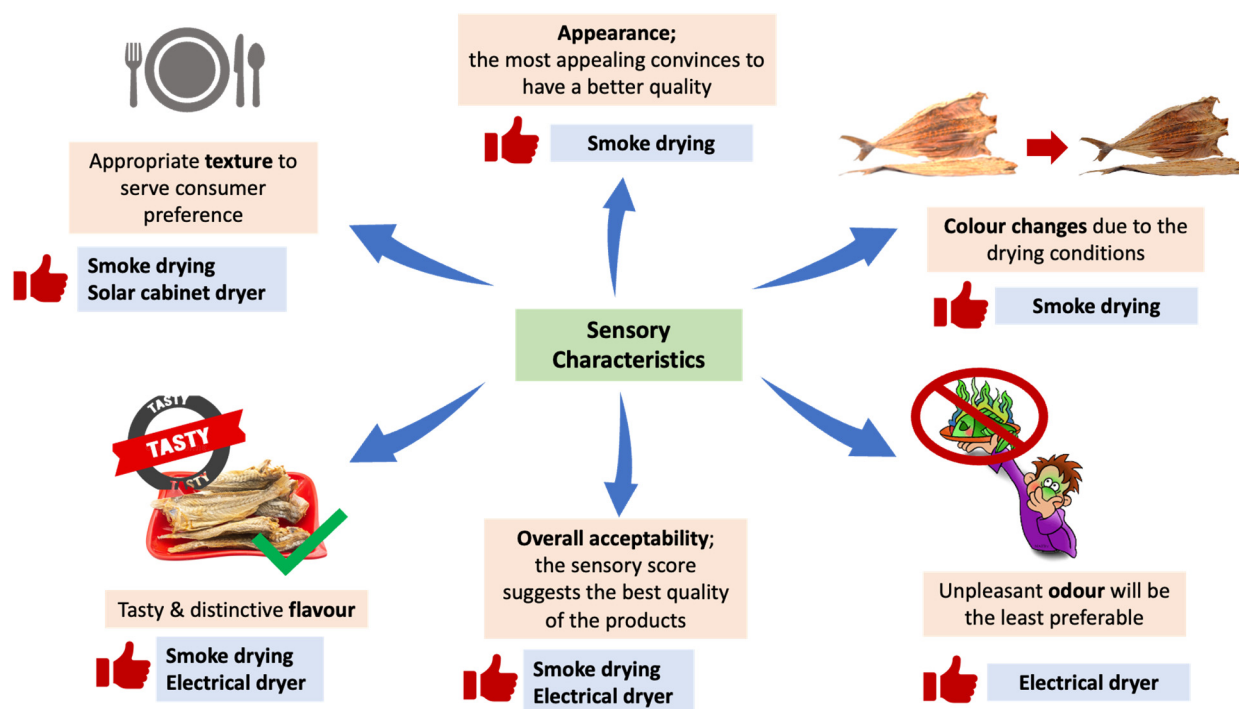 Appearance;
the most appealing convinces to
have a better quality
Smoke drying
Appropriate texture to
serve consumer
preference
Smoke drying
Solar cabinet dryer
Colour changes due to the
drying conditions
Smoke drying
Sensory
Characteristics
TASTY
TASTY
TASTY
Tasty & distinctive flavour
Smoke drying
Electrical dryer
Overall acceptability;
the sensory score
suggests the best quality
of the products
Smoke drying
Electrical dryer
Unpleasant odour will be
the least preferable
Electrical dryer